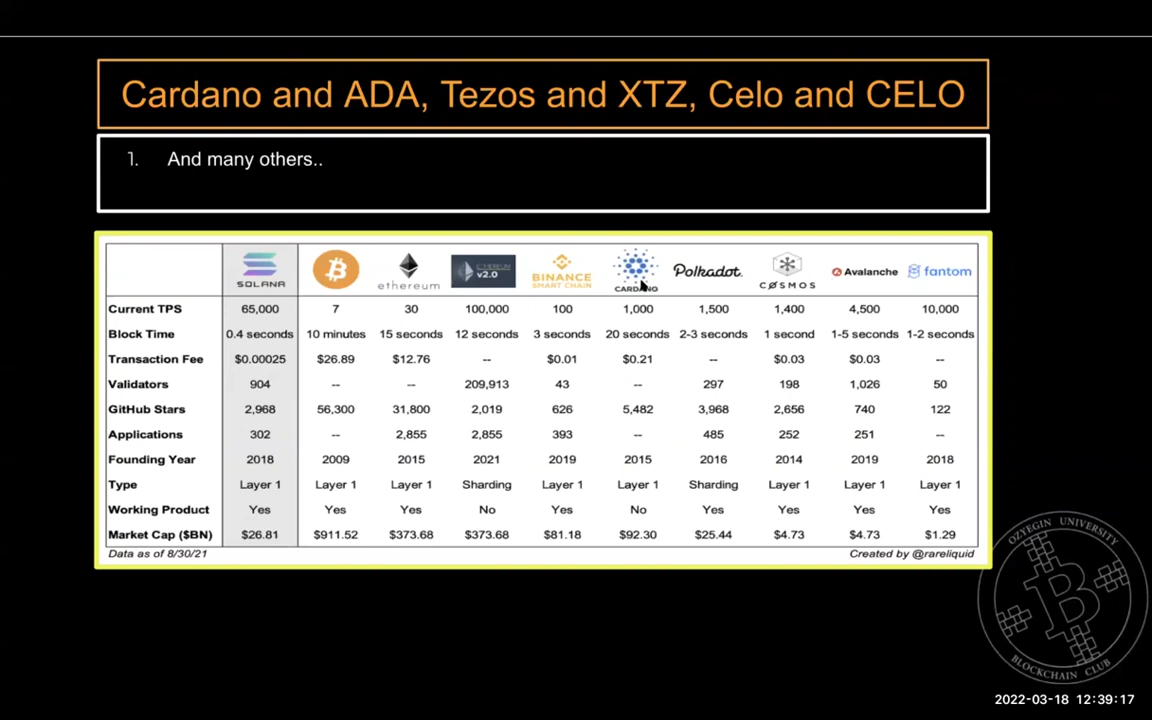 Cardano and ADA, Tezos and XTZ, Celo and CELO
1. And many others..
SOLANA ethereum ETHEREUM v2.0 BINANCE SMART CHAIN CARDANO Polkadot. COSMOS Avalanche fantom
Current TPS 65,000 7 30 100,000 100 1,000 1,500 1,400 4,500 10,000
Block Time 0.4 seconds 10 minutes 15 seconds 12 seconds 3 seconds 20 seconds 2-3 seconds 1 second 1-5 seconds 1-2 seconds
Transaction Fee $0.00025 $26.89 $12.76 -- $0.01 $0.21 -- $0.03 $0.03 --
Validators 904 -- -- 209,913 43 -- 297 198 1,026 50
GitHub Stars 2,968 56,300 31,800 2,019 626 5,482 3,968 2,656 740 122
Applications 302 -- 2,855 2,855 393 -- 485 252 251 --
Founding Year 2018 2009 2015 2021 2019 2015 2016 2014 2019 2018
Type Layer 1 Layer 1 Layer 1 Sharding Layer 1 Layer 1 Sharding Layer 1 Layer 1 Layer 1
Working Product Yes Yes Yes No Yes No Yes Yes Yes Yes
Market Cap ($BN) $26.81 $911.52 $373.68 $373.68 $81.18 $92.30 $25.44 $4.73 $4.73 $1.29
Data as of 8/30/21 Created by @rareliquid
OZYEGIN UNIVERSITY
BLOCKCHAIN CLUB
2022-03-18 12:39:17